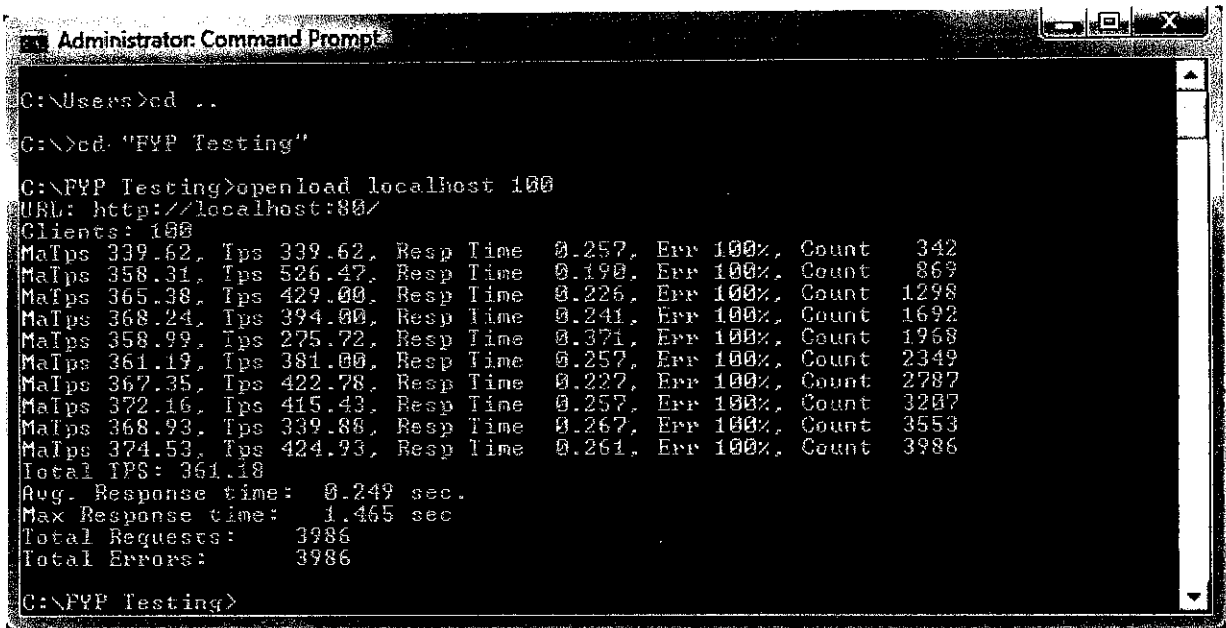 Administrator: Command Prompt
C:\Users>cd ..
C:\>cd "FYP Testing"
C:\FYP Testing>openload localhost 100
URL: http://localhost:80/
Clients: 100
MaTps 339.62, Tps 339.62, Resp Time 0.257, Err 100%, Count 342
MaTps 358.31, Tps 526.47, Resp Time 0.190, Err 100%, Count 869
MaTps 365.38, Tps 429.00, Resp Time 0.226, Err 100%, Count 1298
MaTps 368.24, Tps 394.00, Resp Time 0.241, Err 100%, Count 1692
MaTps 358.99, Tps 275.72, Resp Time 0.371, Err 100%, Count 1968
MaTps 361.19, Tps 381.00, Resp Time 0.257, Err 100%, Count 2349
MaTps 367.35, Tps 422.78, Resp Time 0.227, Err 100%, Count 2787
MaTps 372.16, Tps 415.43, Resp Time 0.257, Err 100%, Count 3207
MaTps 368.93, Tps 339.88, Resp Time 0.267, Err 100%, Count 3553
MaTps 374.53, Tps 424.93, Resp Time 0.261, Err 100%, Count 3986
Total TPS: 361.18
Avg. Response time: 0.249 sec.
Max Response time: 1.465 sec
Total Requests: 3986
Total Errors: 3986
C:\FYP Testing>